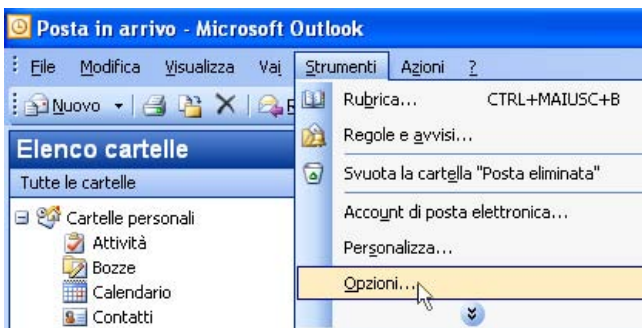 Posta in arrivo - Microsoft Outlook
File Modifica Visualizza Vai Strumenti Azioni ?
Nuovo
Rubrica... CTRL+MAIUSC+B
Regole e avvisi...
Elenco cartelle
Svuota la cartella "Posta eliminata"
Tutte le cartelle
Account di posta elettronica...
Cartelle personali
Attività
Personalizza...
Bozze
Opzioni...
Calendario
Contatti